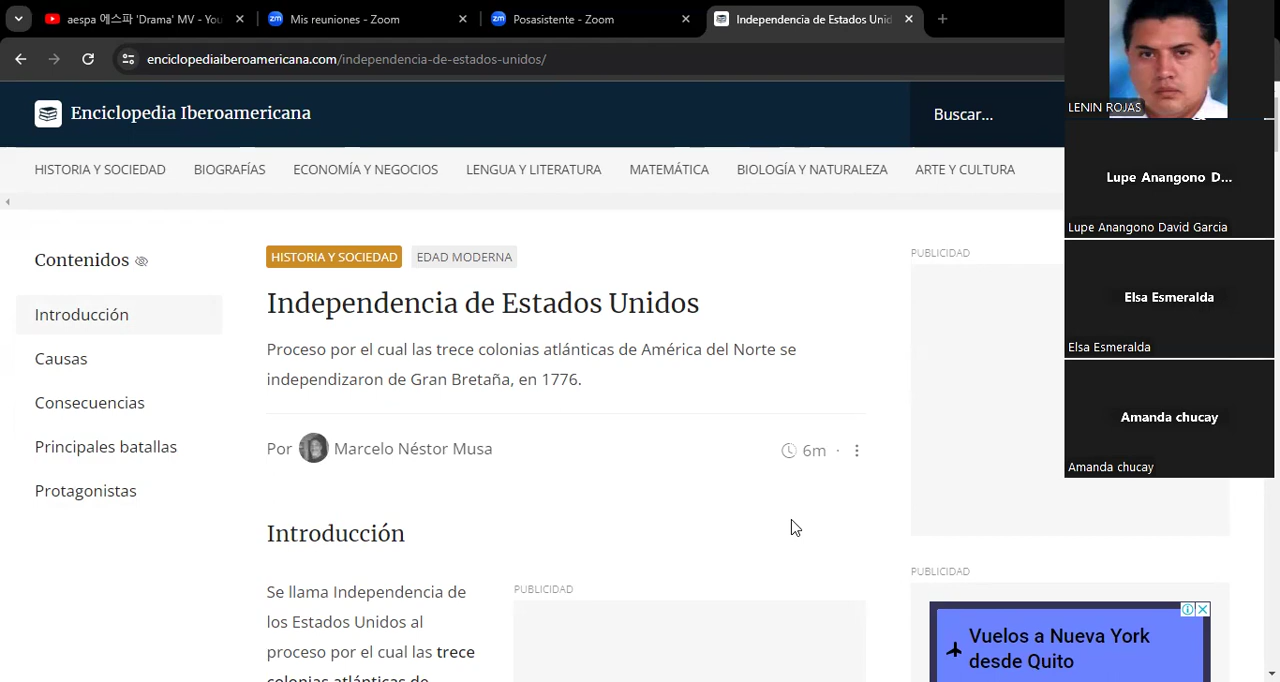 aespa 에스파 'Drama' MV - You
Mis reuniones - Zoom
Posasistente - Zoom
Independencia de Estados Unid
enciclopediaiberoamericana.com/independencia-de-estados-unidos/
Enciclopedia Iberoamericana
Buscar...
HISTORIA Y SOCIEDAD
BIOGRAFÍAS
ECONOMÍA Y NEGOCIOS
LENGUA Y LITERATURA
MATEMÁTICA
BIOLOGÍA Y NATURALEZA
ARTE Y CULTURA
Contenidos
Introducción
Causas
Consecuencias
Principales batallas
Protagonistas
HISTORIA Y SOCIEDAD
EDAD MODERNA
Independencia de Estados Unidos
Proceso por el cual las trece colonias atlánticas de América del Norte se
independizaron de Gran Bretaña, en 1776.
Por Marcelo Néstor Musa
6m ·
Introducción
Se llama Independencia de
los Estados Unidos al
proceso por el cual las trece
colonias atlánticas de
PUBLICIDAD
PUBLICIDAD
PUBLICIDAD
Vuelos a Nueva York
desde Quito
LENIN ROJAS
Lupe Anangono D...
Lupe Anangono David Garcia
Elsa Esmeralda
Elsa Esmeralda
Amanda chucay
Amanda chucay